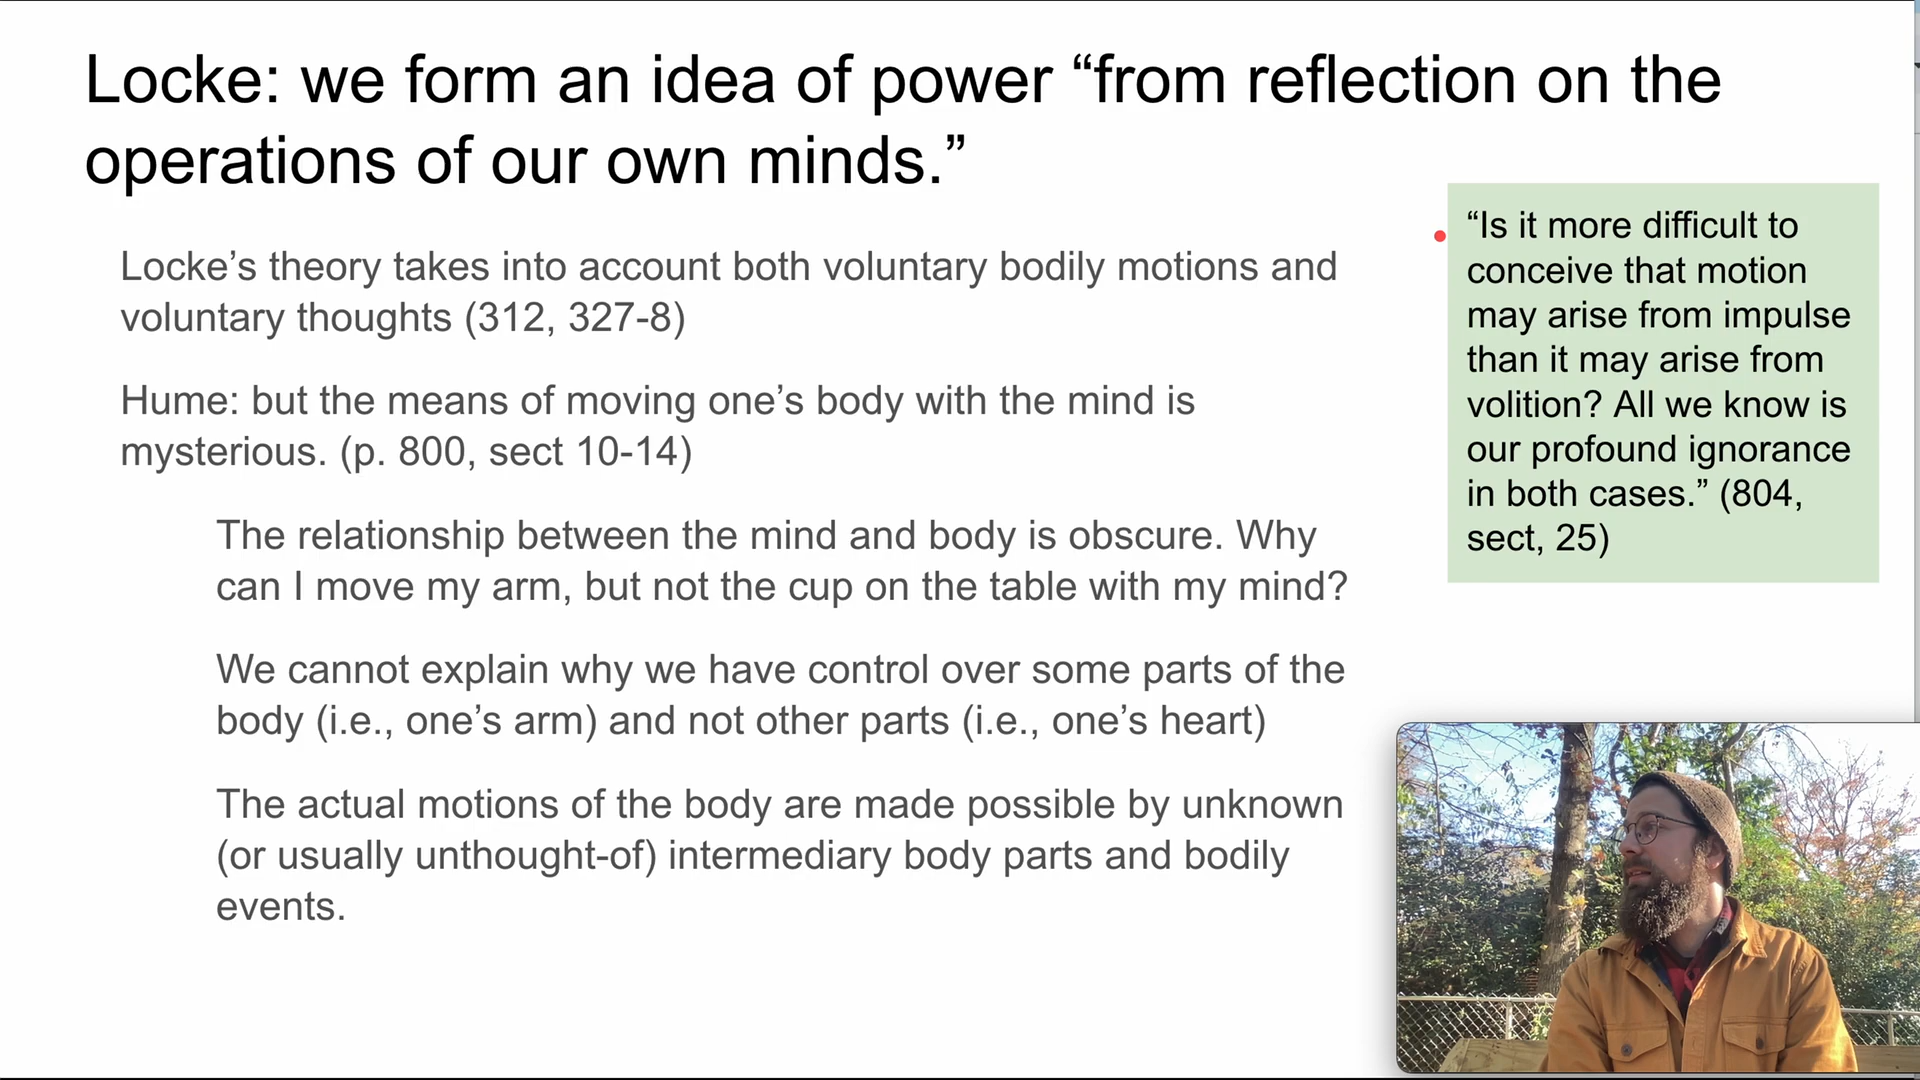 Locke: we form an idea of power “from reflection on the
operations of our own minds.”
Locke’s theory takes into account both voluntary bodily motions and
voluntary thoughts (312, 327-8)
Hume: but the means of moving one’s body with the mind is
mysterious. (p. 800, sect 10-14)
The relationship between the mind and body is obscure. Why
can I move my arm, but not the cup on the table with my mind?
We cannot explain why we have control over some parts of the
body (i.e., one’s arm) and not other parts (i.e., one’s heart)
The actual motions of the body are made possible by unknown
(or usually unthought-of) intermediary body parts and bodily
events.
“Is it more difficult to
conceive that motion
may arise from impulse
than it may arise from
volition? All we know is
our profound ignorance
in both cases.” (804,
sect, 25)